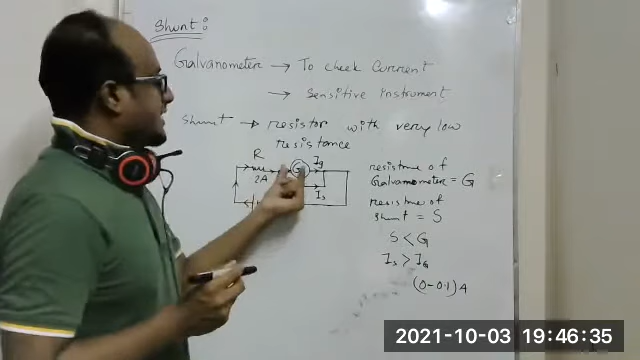 Shunt:
Galvanometer → To check Current
→ Sensitive instrument
Shunt → resistor with very low
resistance
R
G
Ig
2A
Is
resistance of
Galvanometer = G
resistance of
shunt = S
S < G
Is > IG
(0-0.1) A
2021-10-03 19:46:35